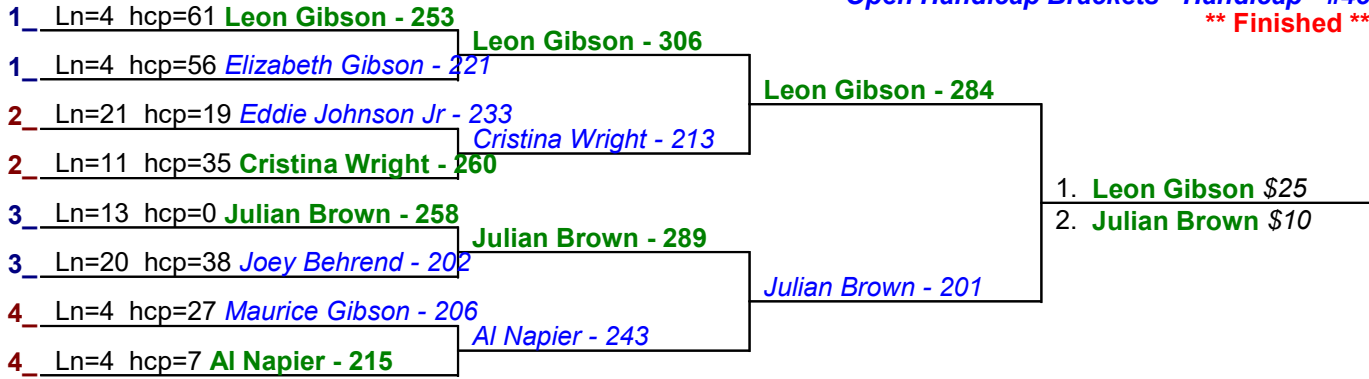 Open Handicap Brackets - Handicap - #46
** Finished **
1_ Ln=4 hcp=61 Leon Gibson - 253
Leon Gibson - 306
1_ Ln=4 hcp=56 Elizabeth Gibson - 221
Leon Gibson - 284
2_ Ln=21 hcp=19 Eddie Johnson Jr - 233
Cristina Wright - 213
2_ Ln=11 hcp=35 Cristina Wright - 260
1. Leon Gibson $25
3_ Ln=13 hcp=0 Julian Brown - 258
2. Julian Brown $10
Julian Brown - 289
3_ Ln=20 hcp=38 Joey Behrend - 202
Julian Brown - 201
4_ Ln=4 hcp=27 Maurice Gibson - 206
Al Napier - 243
4_ Ln=4 hcp=7 Al Napier - 215